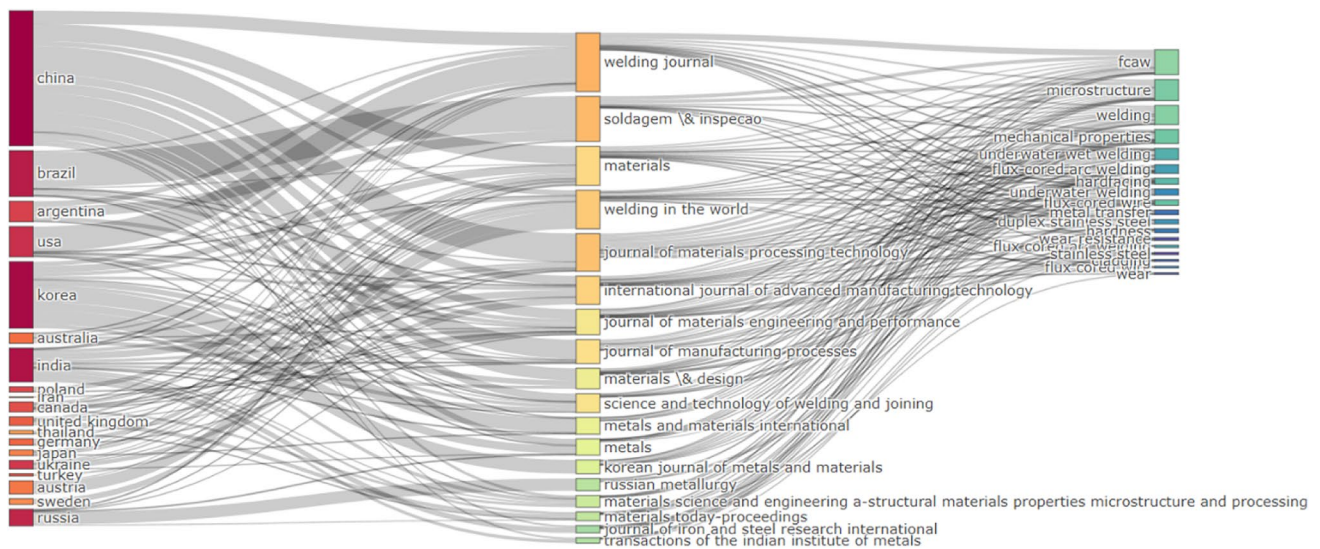 china
brazil
argentina
usa
korea
australia
india
poland
iran
canada
united kingdom
thailand
germany
japan
ukraine
turkey
austria
sweden
russia
welding journal
soldagem \& inspecao
materials
welding in the world
journal of materials processing technology
international journal of advanced manufacturing technology
journal of materials engineering and performance
journal of manufacturing processes
materials \& design
science and technology of welding and joining
metals and materials international
metals
korean journal of metals and materials
russian metallurgy
materials science and engineering a-structural materials properties microstructure and processing
materials today-proceedings
journal of iron and steel research international
transactions of the indian institute of metals
fcaw
microstructure
welding
mechanical properties
underwater wet welding
flux-cored arc welding
hardfacing
underwater welding
flux-cored wire
metal transfer
duplex stainless steel
hardness
wear resistance
flux cored arc welding
stainless steel
cladding
flux cored
wear